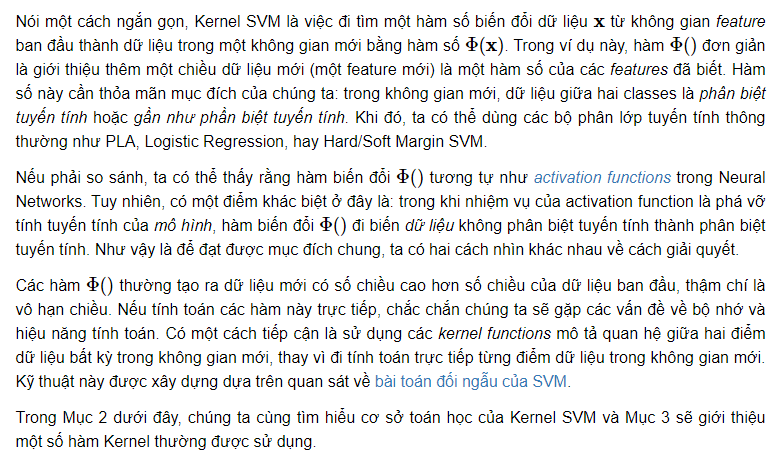 Nói một cách ngắn gọn, Kernel SVM là việc đi tìm một hàm số biến đổi dữ liệu x từ không gian feature
ban đầu thành dữ liệu trong một không gian mới bằng hàm số Φ(x). Trong ví dụ này, hàm Φ() đơn giản
là giới thiệu thêm một chiều dữ liệu mới (một feature mới) là một hàm số của các features đã biết. Hàm
số này cần thỏa mãn mục đích của chúng ta: trong không gian mới, dữ liệu giữa hai classes là phân biệt
tuyến tính hoặc gần như phần biệt tuyến tính. Khi đó, ta có thể dùng các bộ phân lớp tuyến tính thông
thường như PLA, Logistic Regression, hay Hard/Soft Margin SVM.
Nếu phải so sánh, ta có thể thấy rằng hàm biến đổi Φ() tương tự như activation functions trong Neural
Networks. Tuy nhiên, có một điểm khác biệt ở đây là: trong khi nhiệm vụ của activation function là phá vỡ
tính tuyến tính của mô hình, hàm biến đổi Φ() đi biến dữ liệu không phân biệt tuyến tính thành phân biệt
tuyến tính. Như vậy là để đạt được mục đích chung, ta có hai cách nhìn khác nhau về cách giải quyết.
Các hàm Φ() thường tạo ra dữ liệu mới có số chiều cao hơn số chiều của dữ liệu ban đầu, thậm chí là
vô hạn chiều. Nếu tính toán các hàm này trực tiếp, chắc chắn chúng ta sẽ gặp các vấn đề về bộ nhớ và
hiệu năng tính toán. Có một cách tiếp cận là sử dụng các kernel functions mô tả quan hệ giữa hai điểm
dữ liệu bất kỳ trong không gian mới, thay vì đi tính toán trực tiếp từng điểm dữ liệu trong không gian mới.
Kỹ thuật này được xây dựng dựa trên quan sát về bài toán đối ngẫu của SVM.
Trong Mục 2 dưới đây, chúng ta cùng tìm hiểu cơ sở toán học của Kernel SVM và Mục 3 sẽ giới thiệu
một số hàm Kernel thường được sử dụng.